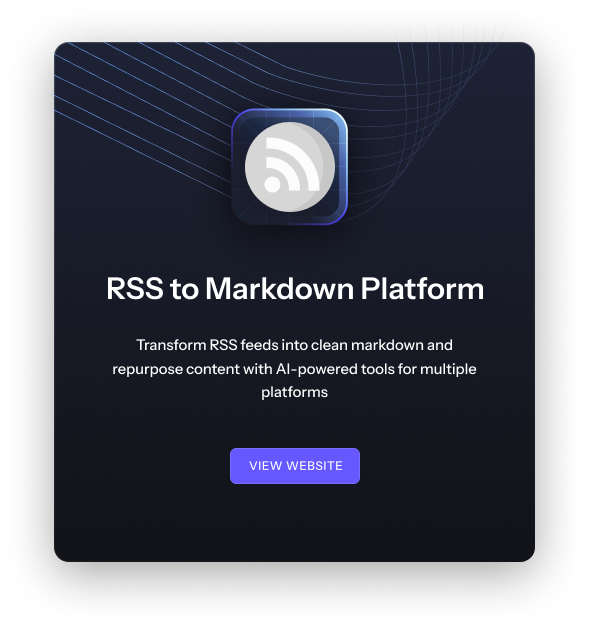 RSS to Markdown Platform
Transform RSS feeds into clean markdown and
repurpose content with AI-powered tools for multiple
platforms
VIEW WEBSITE